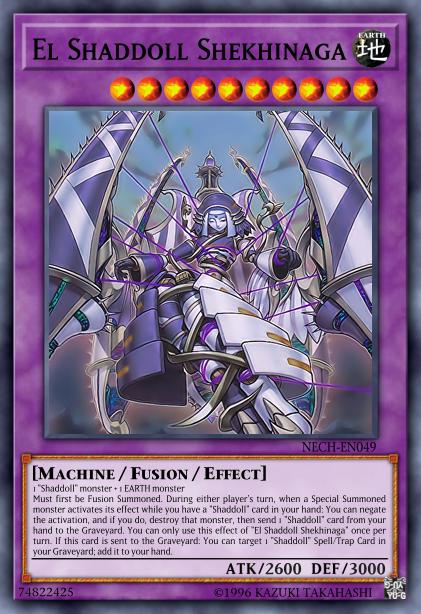 El Shaddoll Shekhinaga
EARTH
地
NECH-EN049
[Machine / Fusion / Effect]
1 "Shaddoll" monster + 1 EARTH monster
Must first be Fusion Summoned. During either player's turn, when a Special Summoned
monster activates its effect while you have a "Shaddoll" card in your hand: You can negate
the activation, and if you do, destroy that monster, then send 1 "Shaddoll" card from your
hand to the Graveyard. You can only use this effect of "El Shaddoll Shekhinaga" once per
turn. If this card is sent to the Graveyard: You can target 1 "Shaddoll" Spell/Trap Card in
your Graveyard; add it to your hand.
ATK/2600 DEF/3000
74822425
©1996 KAZUKI TAKAHASHI